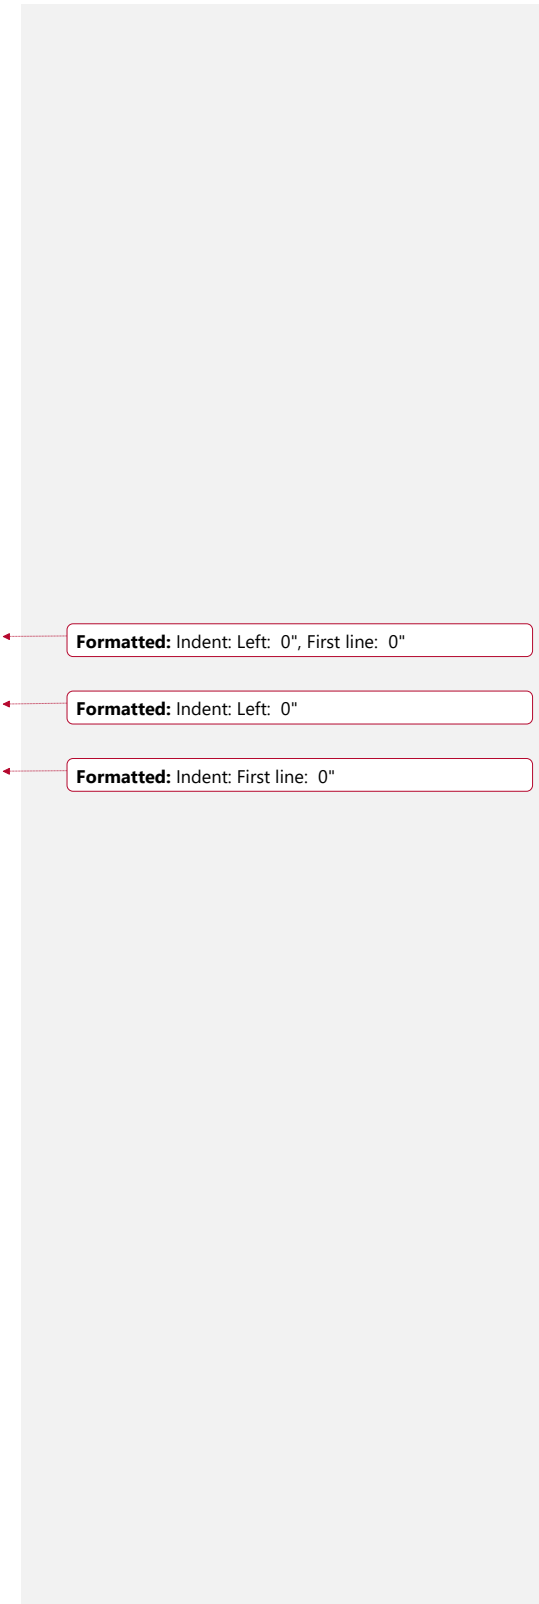 Formatted: Indent: Left:  0", First line:  0"
Formatted: Indent: Left:  0"
Formatted: Indent: First line:  0"